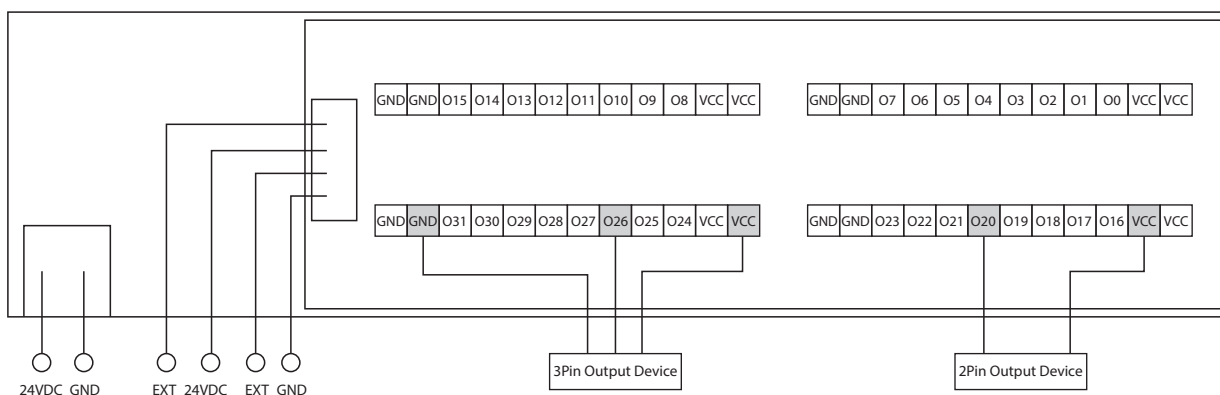 GND GND O15 O14 O13 O12 O11 O10 O9 O8 VCC VCC
GND GND O7 O6 O5 O4 O3 O2 O1 O0 VCC VCC
GND GND O31 O30 O29 O28 O27 O26 O25 O24 VCC VCC
GND GND O23 O22 O21 O20 O19 O18 O17 O16 VCC VCC
3Pin Output Device
2Pin Output Device
24VDC GND EXT 24VDC EXT GND